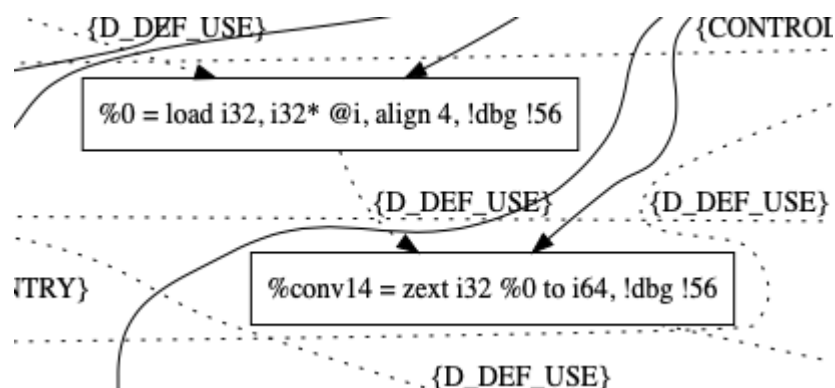 {D_DEF_USE}
{CONTROL
%0 = load i32, i32* @i, align 4, !dbg !56
{D_DEF_USE}
{D_DEF_USE}
NTRY}
%conv14 = zext i32 %0 to i64, !dbg !56
{D_DEF_USE}